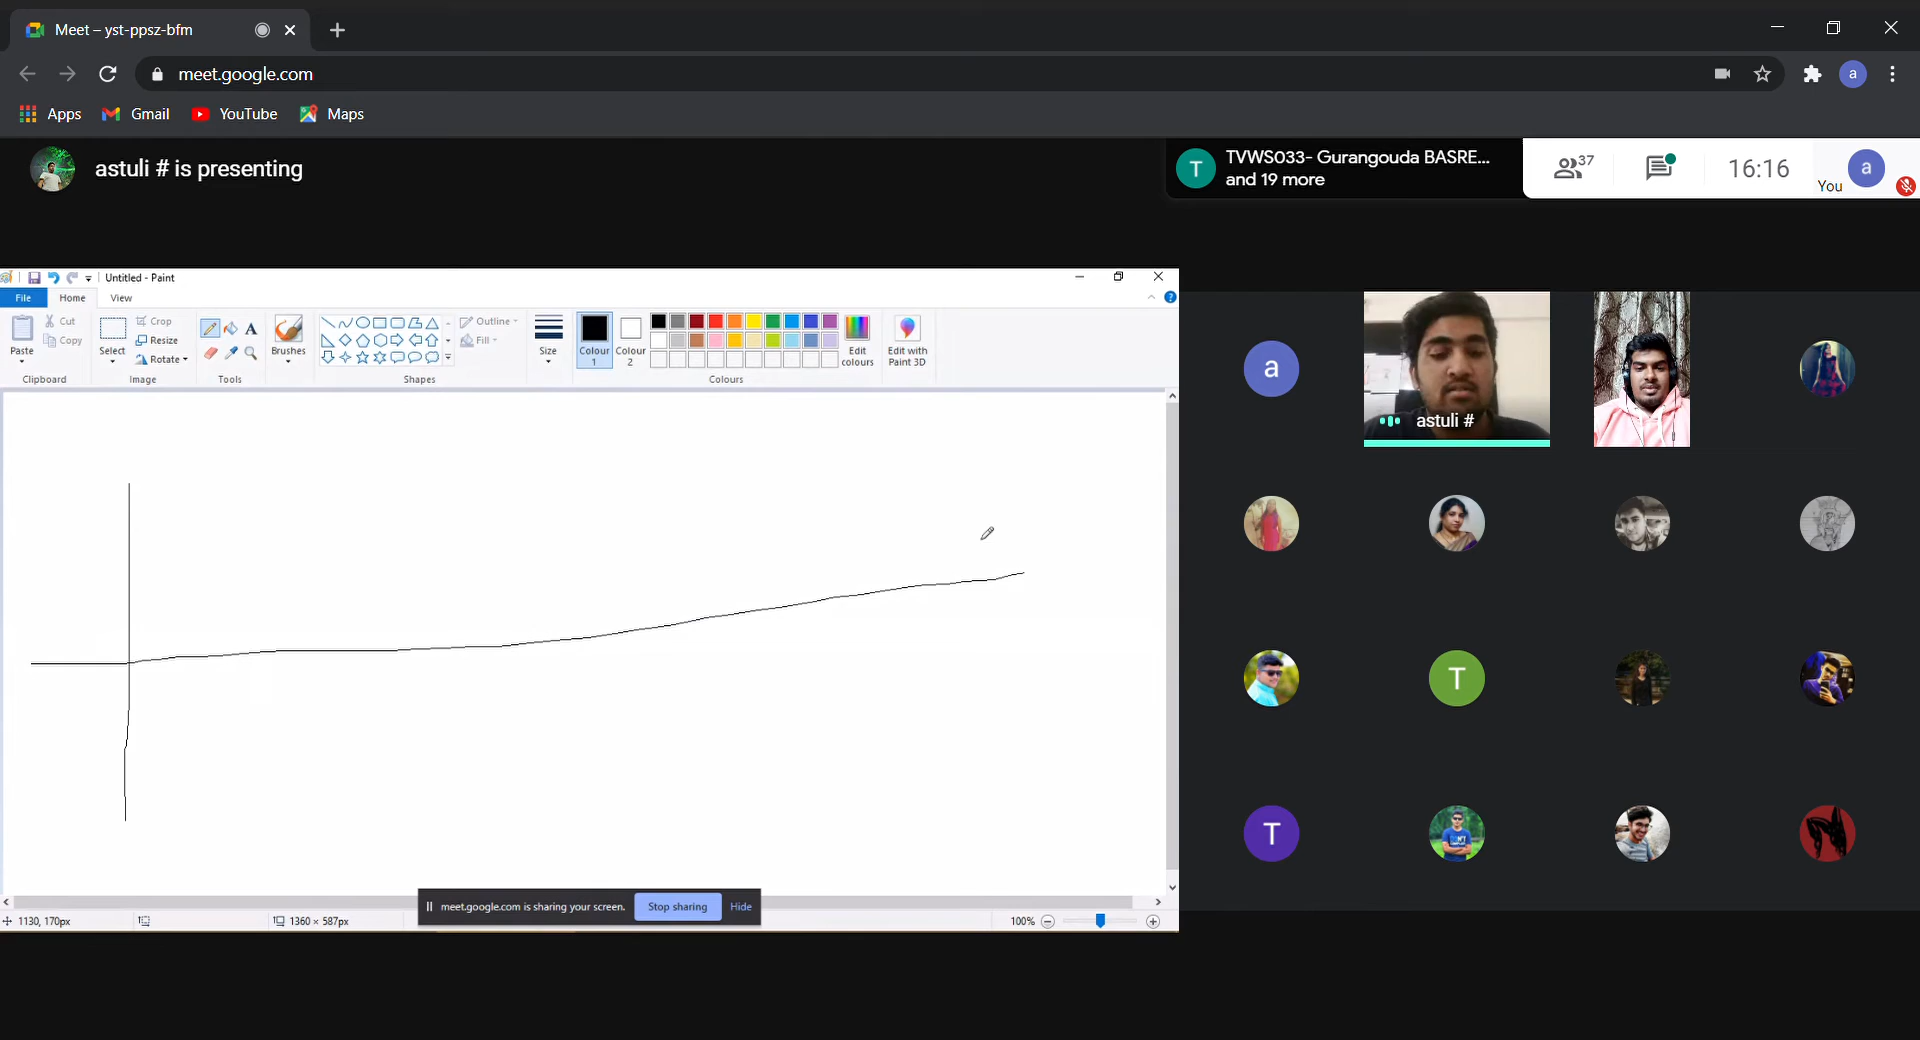 Meet – yst-ppsz-bfm
meet.google.com
a
Apps
Gmail
YouTube
Maps
astuli # is presenting
T
TVWS033- Gurangouda BASRE...
and 19 more
37
16:16
You
a
Untitled - Paint
File
Home
View
Paste
Cut
Copy
Clipboard
Select
Crop
Resize
Rotate
Image
A
Tools
Brushes
Shapes
Outline
Fill
Size
Colour
1
Colour
2
Colours
Edit
colours
Edit with
Paint 3D
a
astuli #
T
T
meet.google.com is sharing your screen.
Stop sharing
Hide
1130, 170px
1360 × 587px
100%